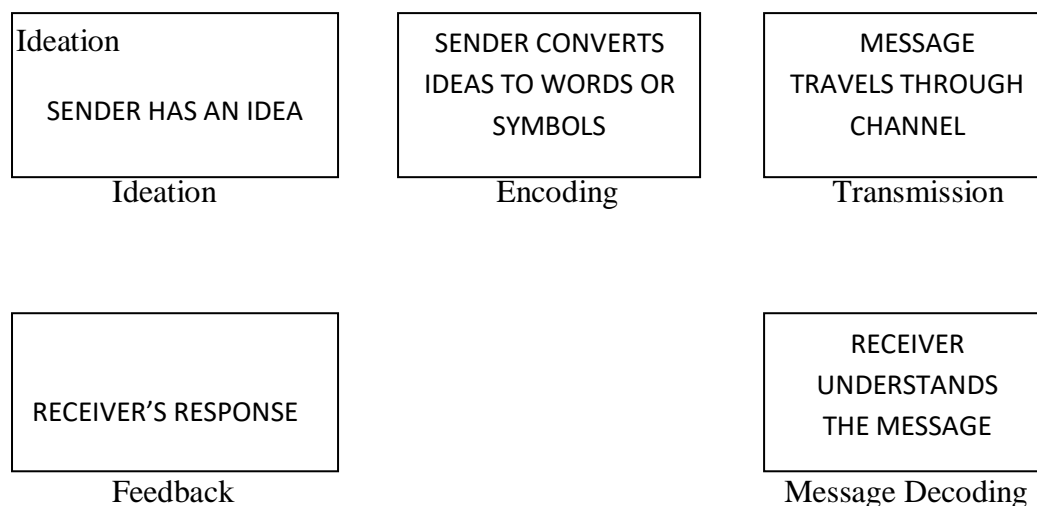 Ideation
SENDER HAS AN IDEA
Ideation
SENDER CONVERTS
IDEAS TO WORDS OR
SYMBOLS
Encoding
MESSAGE
TRAVELS THROUGH
CHANNEL
Transmission
RECEIVER’S RESPONSE
Feedback
RECEIVER
UNDERSTANDS
THE MESSAGE
Message Decoding